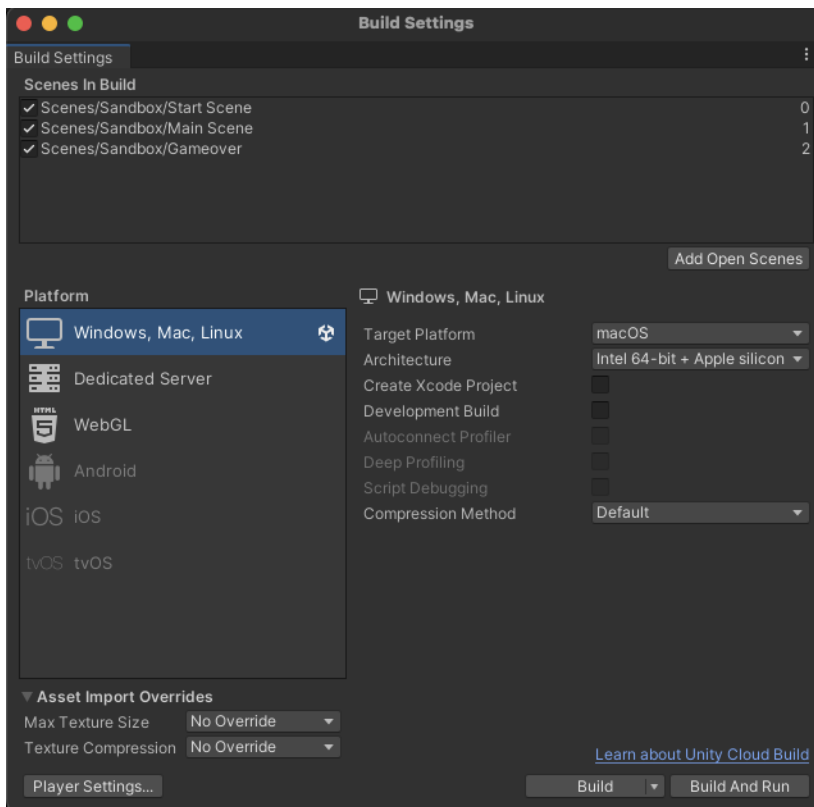 Build Settings
Build Settings
Scenes In Build
Scenes/Sandbox/Start Scene 0
Scenes/Sandbox/Main Scene 1
Scenes/Sandbox/Gameover 2
Add Open Scenes
Platform
Windows, Mac, Linux
Dedicated Server
HTML
5
WebGL
Android
iOS iOS
tvOS tvOS
Windows, Mac, Linux
Target Platform macOS
Architecture Intel 64-bit + Apple silicon
Create Xcode Project
Development Build
Autoconnect Profiler
Deep Profiling
Script Debugging
Compression Method Default
Asset Import Overrides
Max Texture Size No Override
Texture Compression No Override
Learn about Unity Cloud Build
Player Settings...
Build
Build And Run